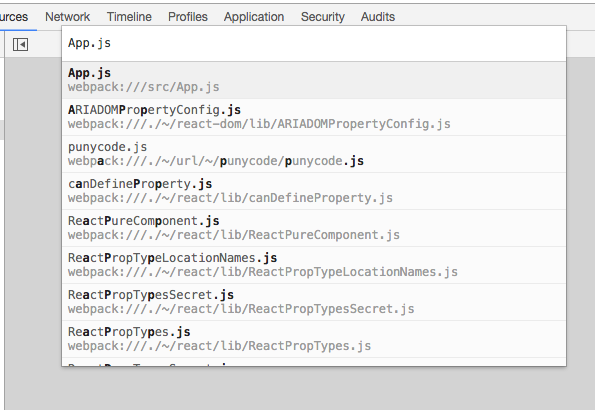 urces Network Timeline Profiles Application Security Audits
App.js
App.js
webpack:///src/App.js
ARIADOMPropertyConfig.js
webpack:///./~/react-dom/lib/ARIADOMPropertyConfig.js
punycode.js
webpack:///./~/url/~/punycode/punycode.js
canDefineProperty.js
webpack:///./~/react/lib/canDefineProperty.js
ReactPureComponent.js
webpack:///./~/react/lib/ReactPureComponent.js
ReactPropTypeLocationNames.js
webpack:///./~/react/lib/ReactPropTypeLocationNames.js
ReactPropTypesSecret.js
webpack:///./~/react/lib/ReactPropTypesSecret.js
ReactPropTypes.js
webpack:///./~/react/lib/ReactPropTypes.js